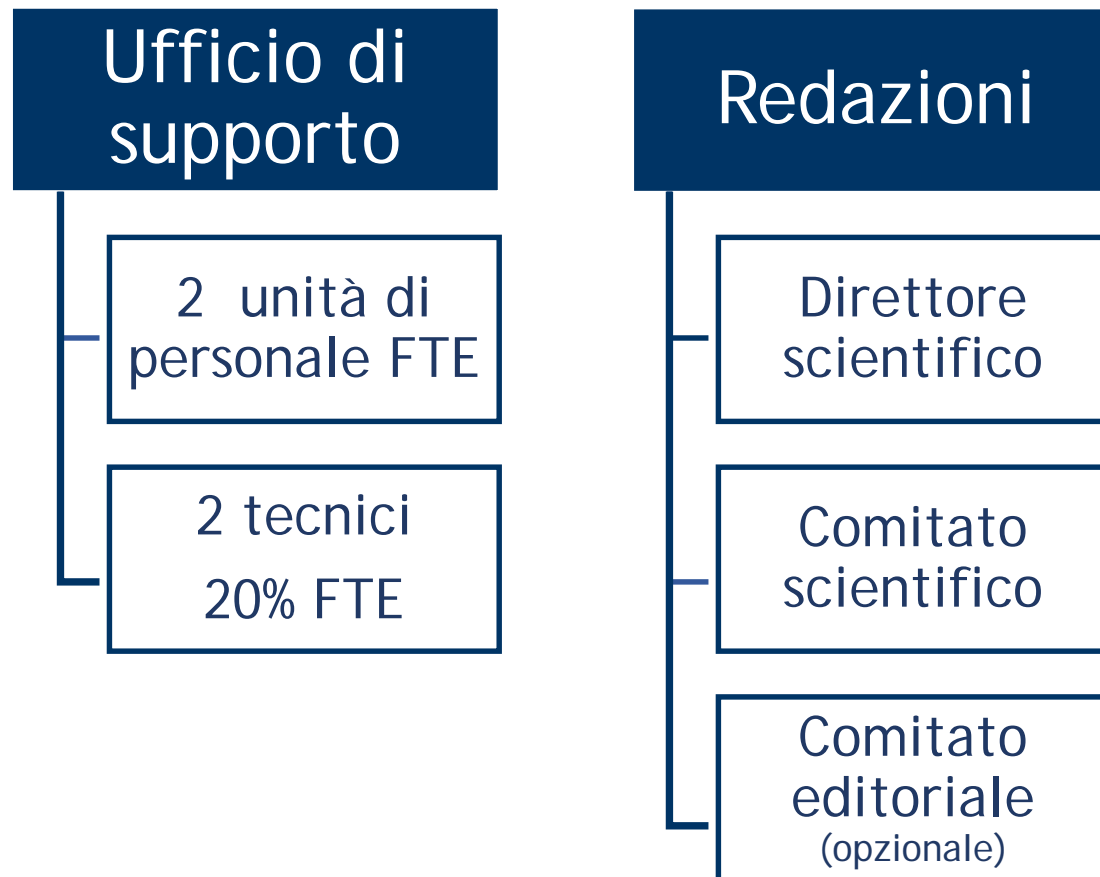 Ufficio di
supporto
2 unità di
personale FTE
2 tecnici
20% FTE
Redazioni
Direttore
scientifico
Comitato
scientifico
Comitato
editoriale
(opzionale)